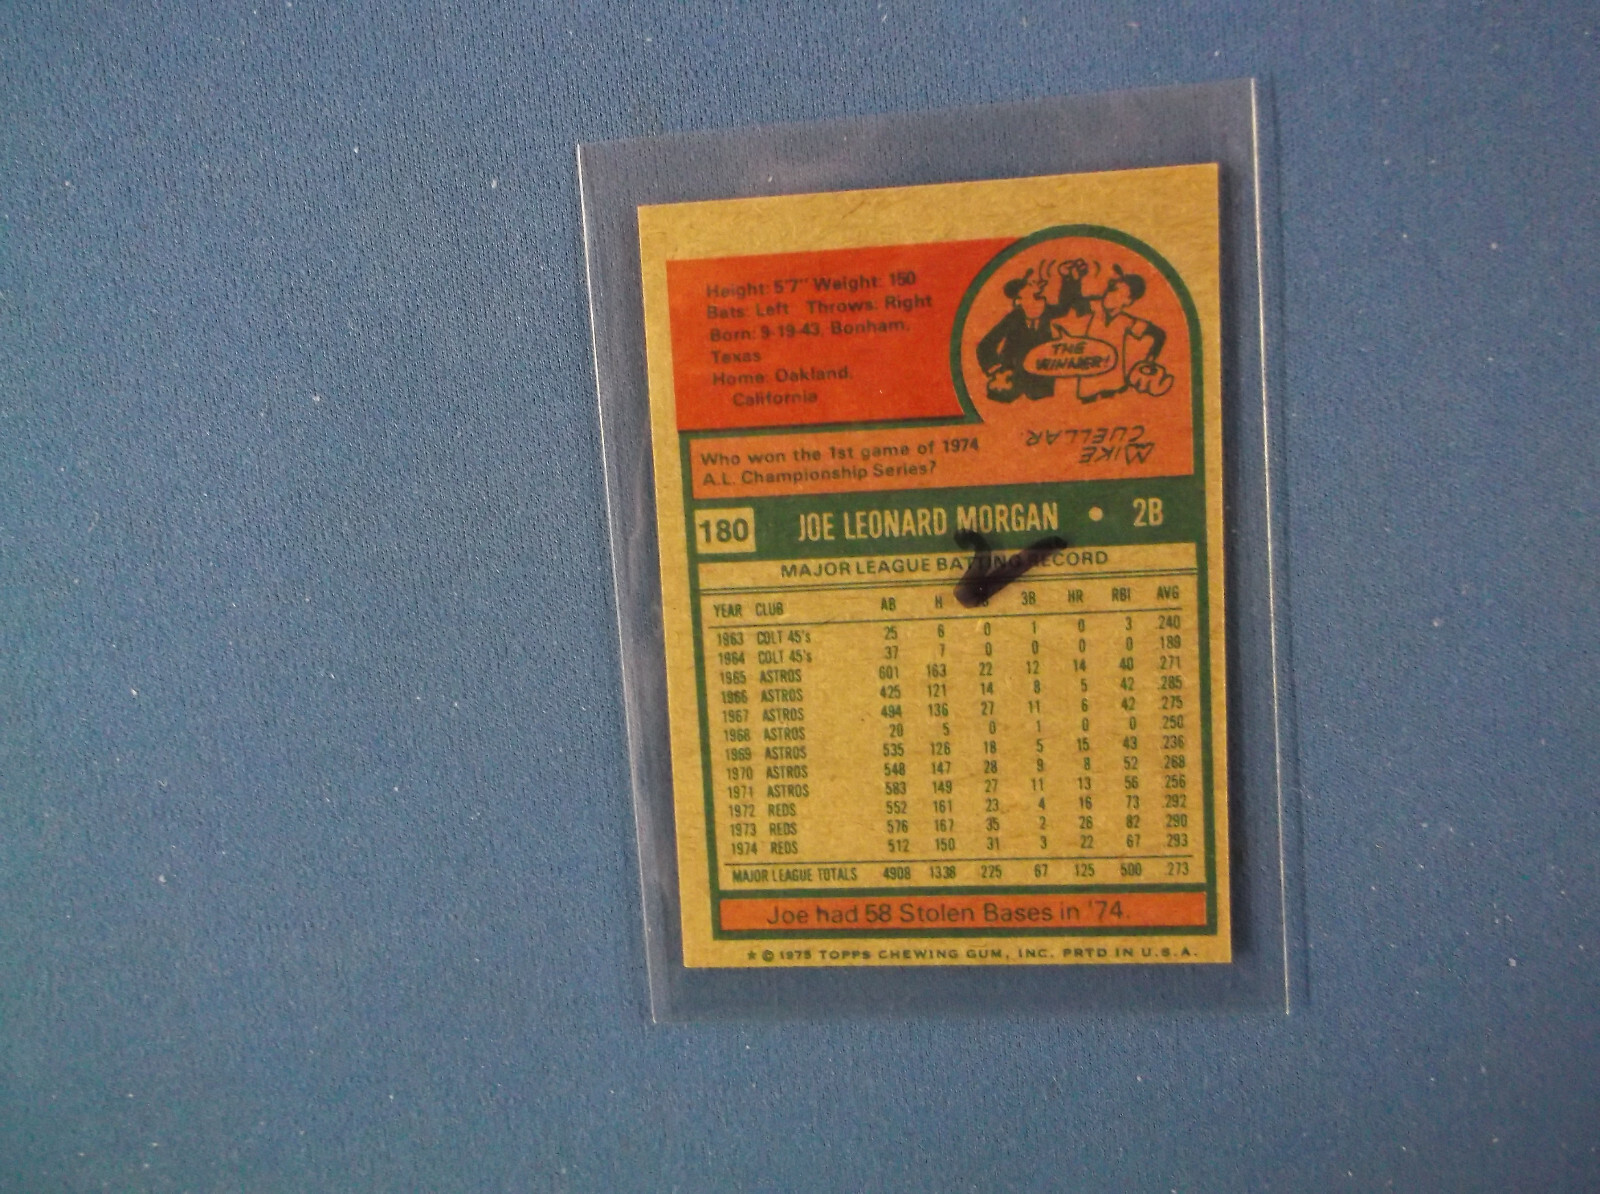 Height: 5'7" Weight: 150
Bats: Left Throws: Right
Born: 9-19-43, Bonham,
Texas
Home: Oakland,
California
THE
WINNER!
Who won the 1st game of 1974
A.L. Championship Series?
MIKE
CUELLAR.
180 JOE LEONARD MORGAN • 2B
MAJOR LEAGUE BATTING RECORD
YEAR CLUB AB H 3B HR RBI AVG
1963 COLT 45's 25 6 0 1 0 3 .240
1964 COLT 45's 37 7 0 0 0 0 .189
1965 ASTROS 601 163 22 12 14 40 .271
1966 ASTROS 425 121 14 8 5 42 .285
1967 ASTROS 494 136 27 11 6 42 .275
1968 ASTROS 20 5 0 1 0 0 .250
1969 ASTROS 535 126 18 5 15 43 .236
1970 ASTROS 548 147 28 9 8 52 .268
1971 ASTROS 583 149 27 11 13 56 .256
1972 REDS 552 161 23 4 16 73 .292
1973 REDS 576 167 35 2 26 82 .290
1974 REDS 512 150 31 3 22 67 .293
MAJOR LEAGUE TOTALS 4908 1338 225 67 125 500 .273
Joe had 58 Stolen Bases in '74.
* © 1975 TOPPS CHEWING GUM, INC. PRTD IN U.S.A.